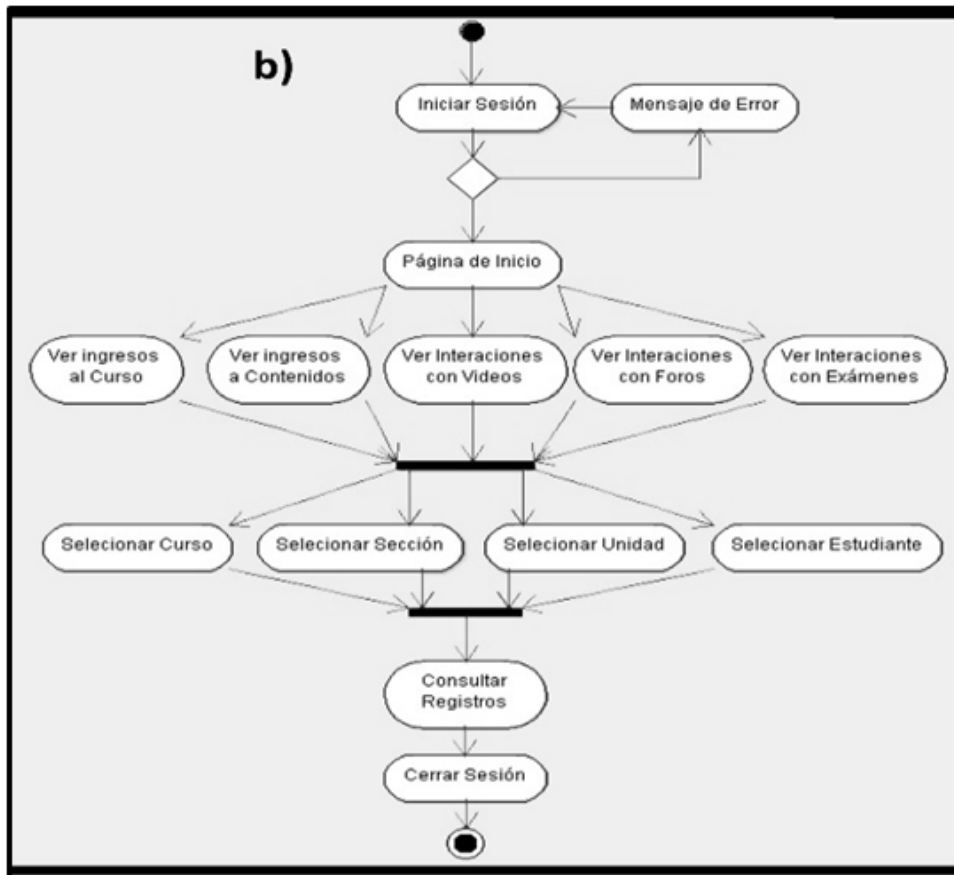 b)
Iniciar Sesión
Mensaje de Error
Página de Inicio
Ver ingresos
al Curso
Ver ingresos
a Contenidos
Ver Interaciones
con Videos
Ver Interaciones
con Foros
Ver Interaciones
con Exámenes
Selecionar Curso
Selecionar Sección
Selecionar Unidad
Selecionar Estudiante
Consultar
Registros
Cerrar Sesión